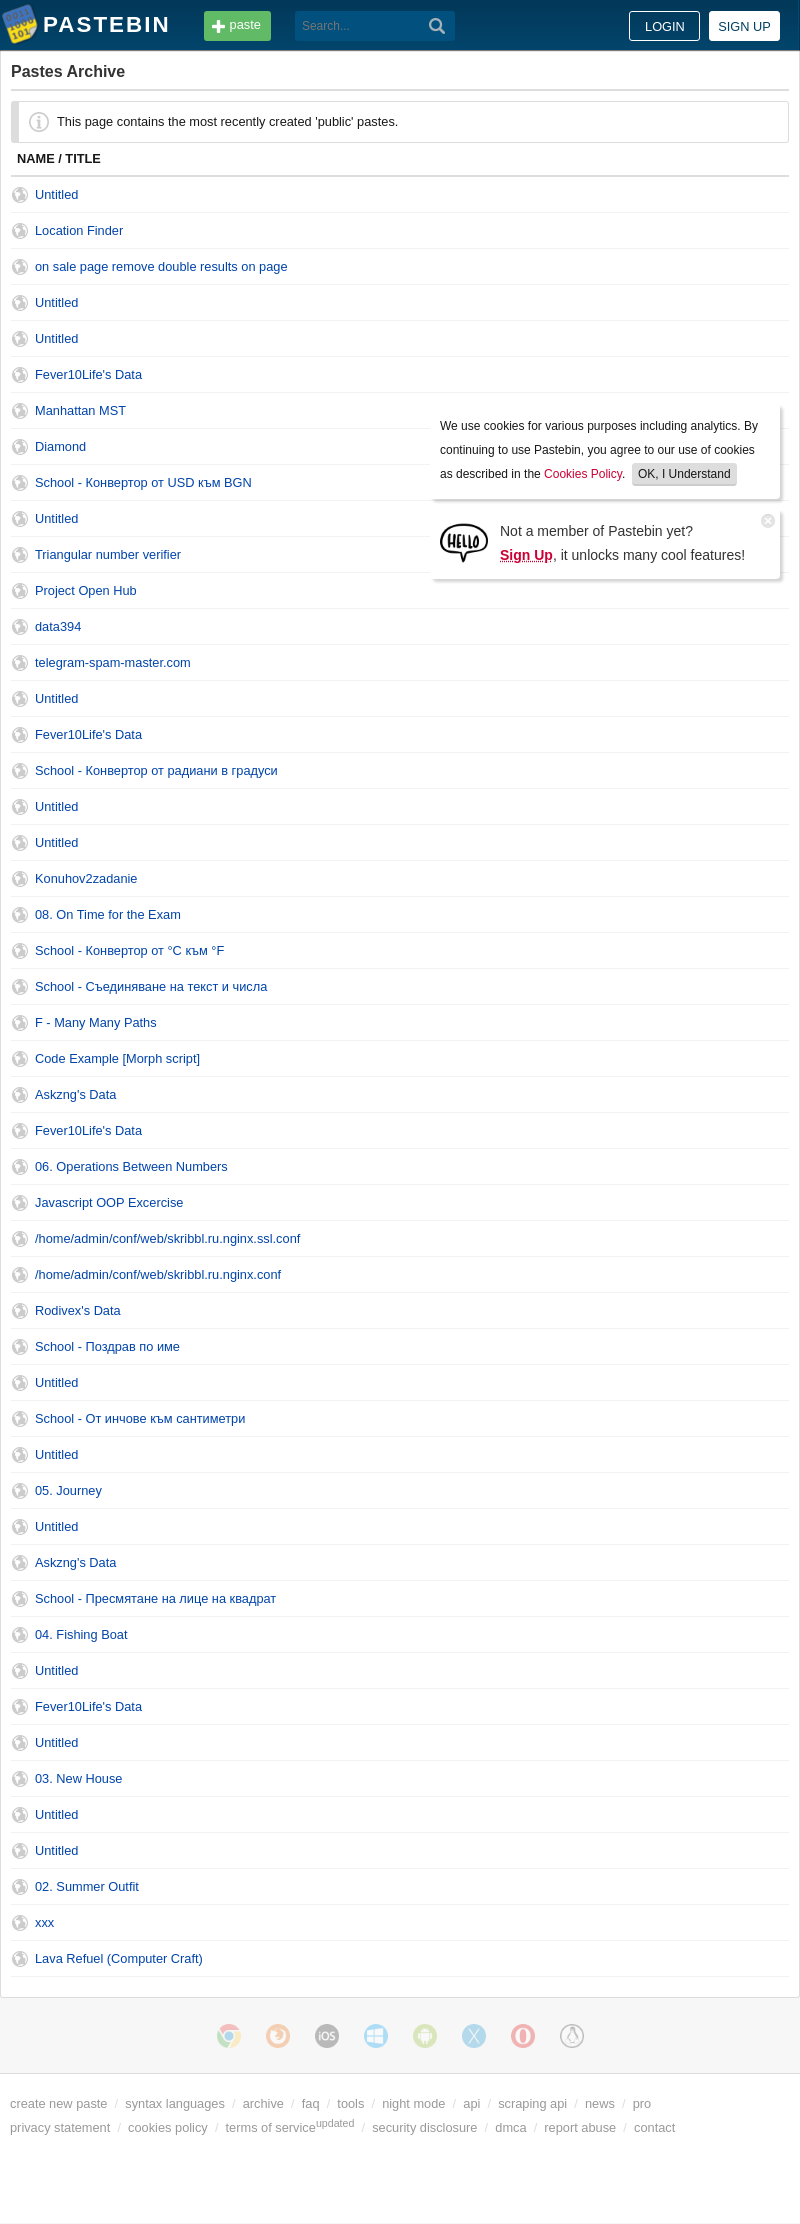 PASTEBIN
paste
Search...
LOGIN
SIGN UP
Pastes Archive
This page contains the most recently created 'public' pastes.
NAME / TITLE
Untitled
Location Finder
on sale page remove double results on page
Untitled
Untitled
Fever10Life's Data
Manhattan MST
Diamond
School - Конвертор от USD към BGN
Untitled
Triangular number verifier
We use cookies for various purposes including analytics. By
continuing to use Pastebin, you agree to our use of cookies
as described in the Cookies Policy. OK, I Understand
HELLO
Not a member of Pastebin yet?
Sign Up, it unlocks many cool features!
Project Open Hub
data394
telegram-spam-master.com
Untitled
Fever10Life's Data
School - Конвертор от радиани в градуси
Untitled
Untitled
Konuhov2zadanie
08. On Time for the Exam
School - Конвертор от °C към °F
School - Съединяване на текст и числа
F - Many Many Paths
Code Example [Morph script]
Askzng's Data
Fever10Life's Data
06. Operations Between Numbers
Javascript OOP Excercise
/home/admin/conf/web/skribbl.ru.nginx.ssl.conf
/home/admin/conf/web/skribbl.ru.nginx.conf
Rodivex's Data
School - Поздрав по име
Untitled
School - От инчове към сантиметри
Untitled
05. Journey
Untitled
Askzng's Data
School - Пресмятане на лице на квадрат
04. Fishing Boat
Untitled
Fever10Life's Data
Untitled
03. New House
Untitled
Untitled
02. Summer Outfit
xxx
Lava Refuel (Computer Craft)
iOS
create new paste / syntax languages / archive / faq / tools / night mode / api / scraping api / news / pro
privacy statement / cookies policy / terms of service updated / security disclosure / dmca / report abuse / contact